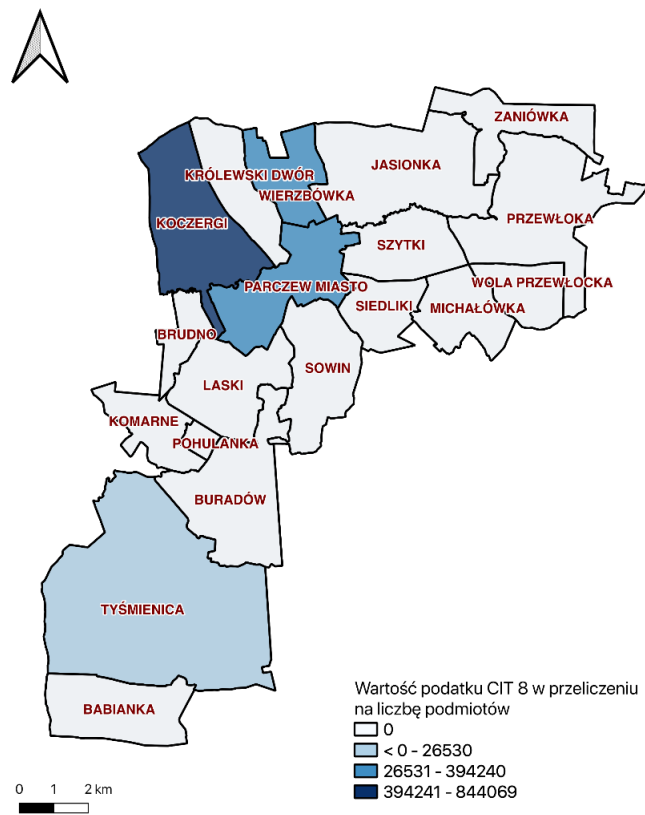 ZANIÓWKA
JASIONKA
KRÓLEWSKI DWÓR
WIERZBÓWKA
KOCZERGI
PRZEWŁOKA
SZYTKI
PARCZEW MIASTO
WOLA PRZEWŁOCKA
SIEDLIKI
MICHAŁÓWKA
BRUDNO
SOWIN
LASKI
KOMARNE
POHULANKA
BURADÓW
TYŚMIENICA
BABIANKA
Wartość podatku CIT 8 w przeliczeniu
na liczbę podmiotów
0
< 0 - 26530
26531 - 394240
394241 - 844069
0 1 2 km